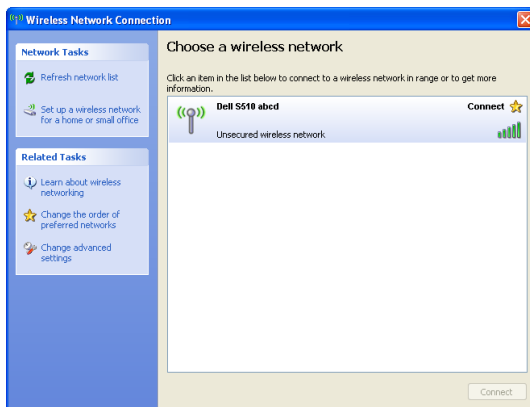 Wireless Network Connection
Network Tasks
Refresh network list
Set up a wireless network
for a home or small office
Related Tasks
Learn about wireless
networking
Change the order of
preferred networks
Change advanced
settings
Choose a wireless network
Click an item in the list below to connect to a wireless network in range or to get more
information.
Dell S510 abcd
Connect
Unsecured wireless network
Connect